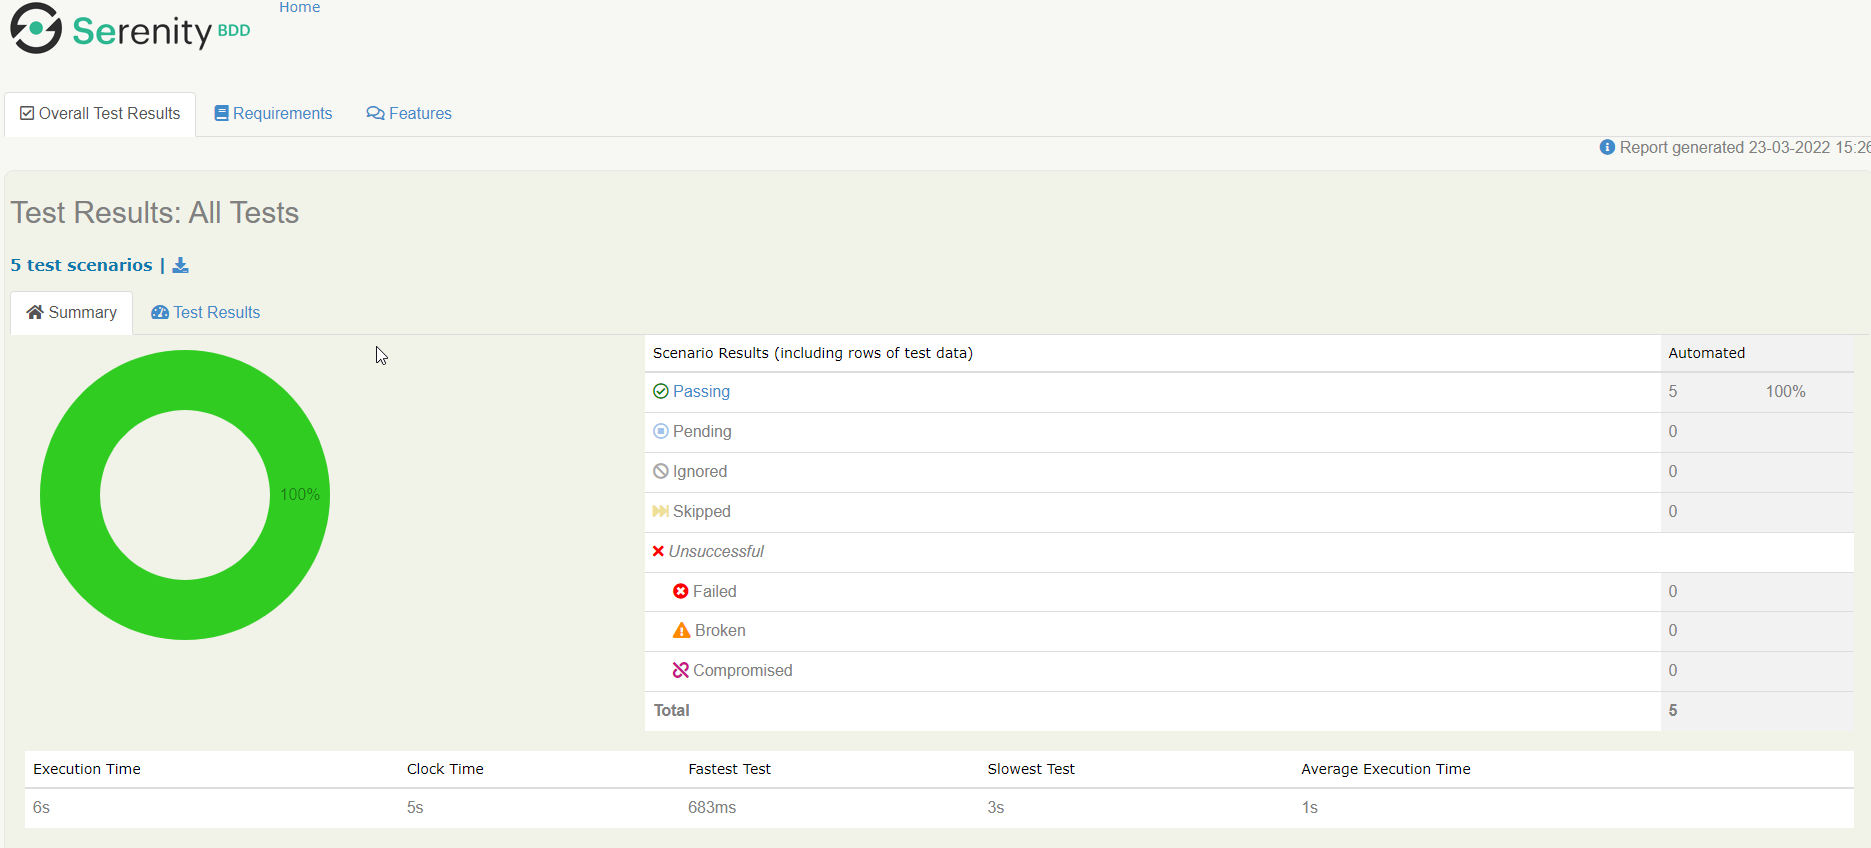 Home
Serenity BDD
Overall Test Results Requirements Features
Report generated 23-03-2022 15:26
Test Results: All Tests
5 test scenarios |
Summary Test Results
100%
Scenario Results (including rows of test data) Automated
Passing 5 100%
Pending 0
Ignored 0
Skipped 0
Unsuccessful
Failed 0
Broken 0
Compromised 0
Total 5
Execution Time Clock Time Fastest Test Slowest Test Average Execution Time
6s 5s 683ms 3s 1s